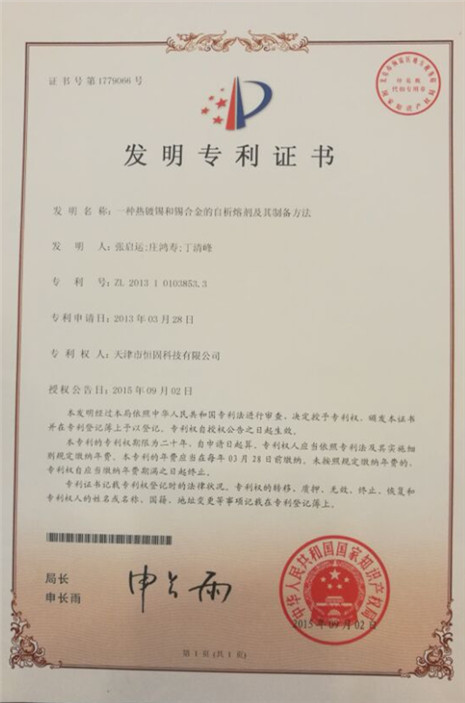 证书号第1779066号
发明专利证书
发 明 名 称：一种热镀锡和锡合金的自析熔剂及其制备方法
发 明 人：张启运;庄鸿寿;丁清峰
专 利 号：ZL 2013 1 0103853.3
专利申请日：2013年03月28日
专 利 权 人：天津市恒固科技有限公司
授权公告日：2015年09月02日
本发明经过本局依照中华人民共和国专利法进行审查，决定授予专利权，颁发本证书
并在专利登记簿上予以登记。专利权自授权公告之日起生效。
本专利的专利权期限为二十年，自申请日起算。专利权人应当依照专利法及其实施细
则规定缴纳年费。本专利的年费应当在每年03月28日前缴纳。未按照规定缴纳年费的，
专利权自应当缴纳年费期满之日起终止。
专利证书记载专利权登记时的法律状况。专利权的转移、质押、无效、终止、恢复和
专利权人的姓名或名称、国籍、地址变更等事项记载在专利登记簿上。
局长
申长雨
申长雨
中华人民共和国国家知识产权局
2015年09月02日
第1页(共1页)